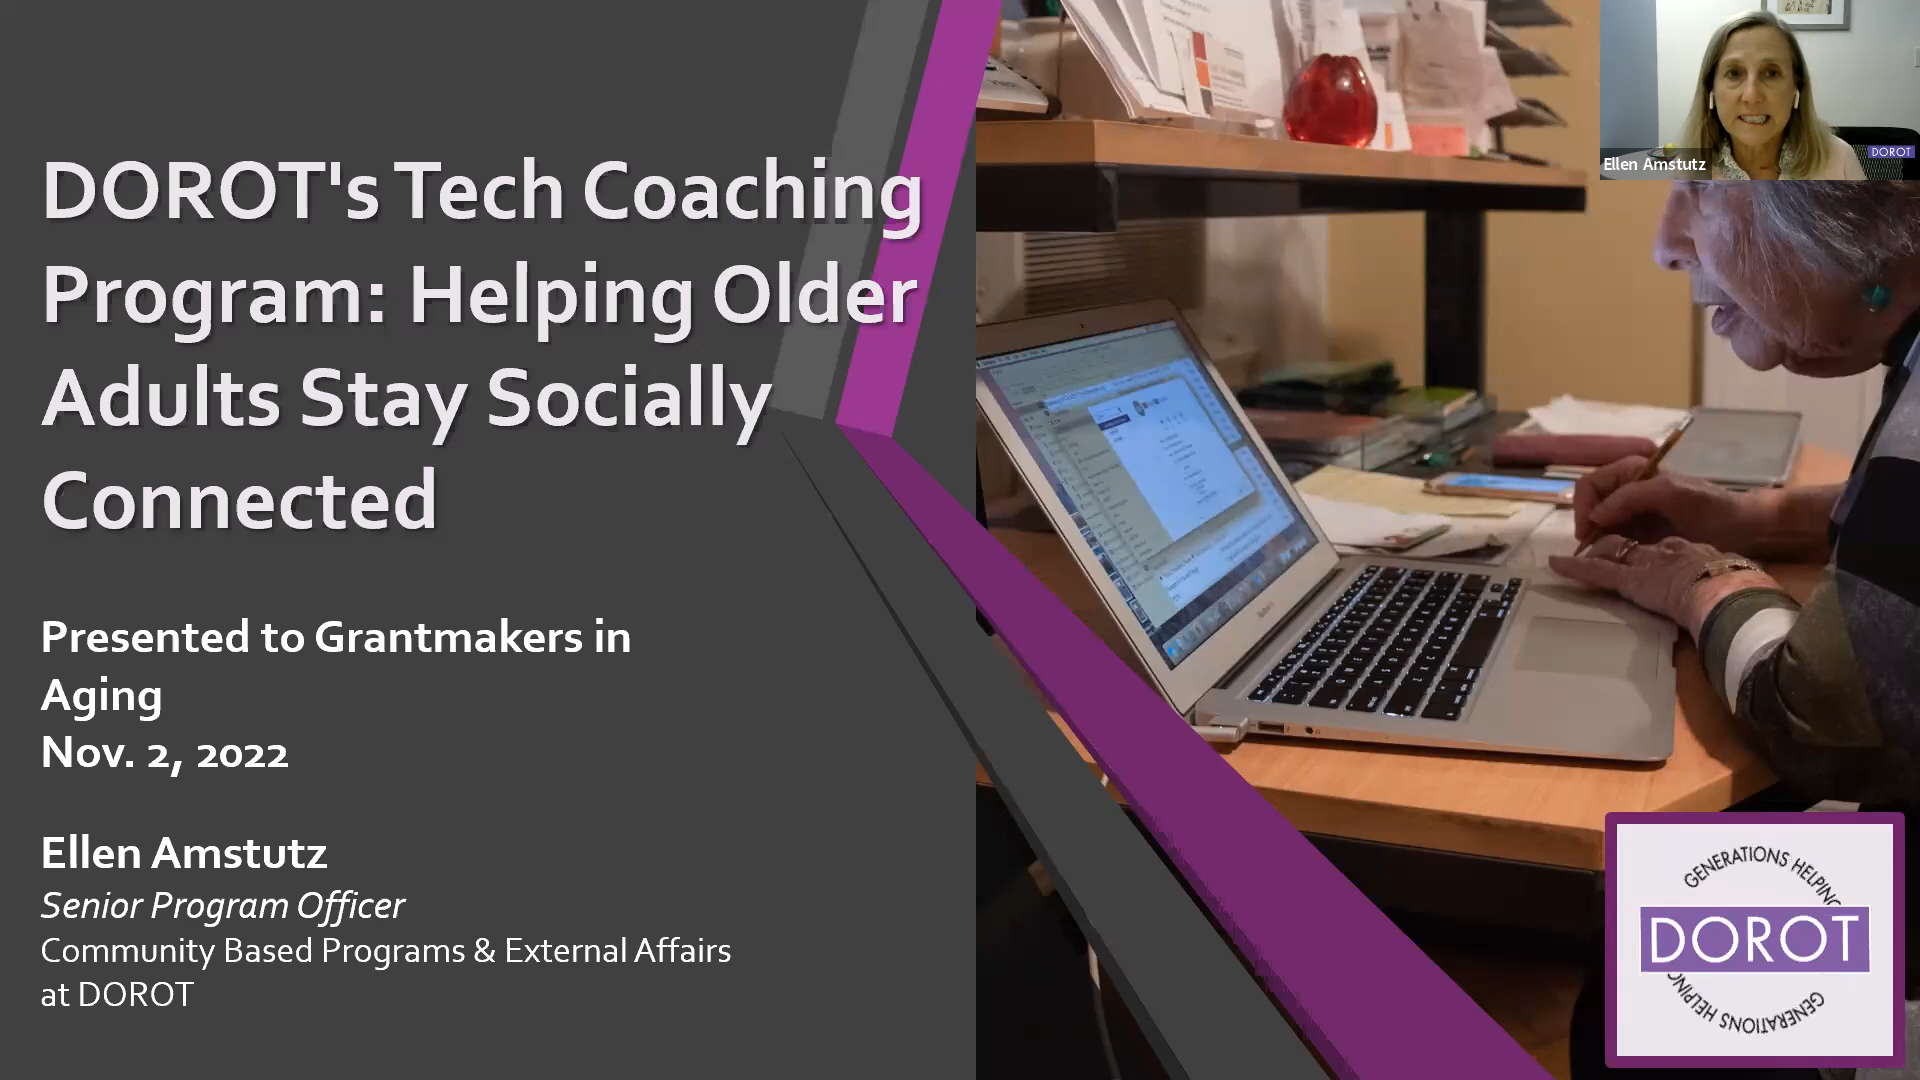 DOROT's Tech Coaching
Program: Helping Older
Adults Stay Socially
Connected
Presented to Grantmakers in
Aging
Nov. 2, 2022
Ellen Amstutz
Senior Program Officer
Community Based Programs & External Affairs
at DOROT
Ellen Amstutz
DOROT
GENERATIONS HELPING
DOROT
GENERATIONS HELPING